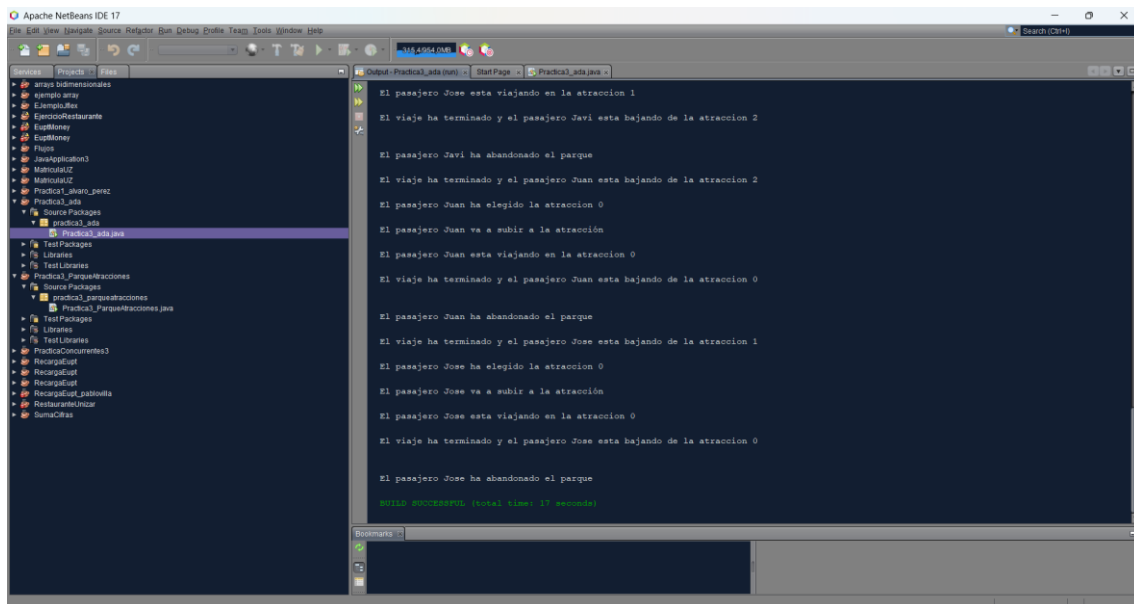 Apache NetBeans IDE 17
File Edit View Navigate Source Refactor Run Debug Profile Team Tools Window Help
Search (Ctrl+I)
Services Projects Files
arrays bidimensionales
ejemplo array
EJemploJflex
EjercicioRestaurante
EuptMoney
EuptMoney
Flujos
JavaApplication3
MatriculaUZ
MatriculaUZ
Practica1_alvaro_perez
Practica3_ada
Source Packages
practica3_ada
Practica3_ada.java
Test Packages
Libraries
Test Libraries
Practica3_ParqueAtracciones
Source Packages
practica3_parqueatracciones
Practica3_ParqueAtracciones.java
Test Packages
Libraries
Test Libraries
PracticaConcurrentes3
RecargaEupt
RecargaEupt
RecargaEupt
RecargaEupt_pablovilla
RestauranteUnizar
SumaCifras
Output - Practica3_ada (run) Start Page Practica3_ada.java
El pasajero Jose esta viajando en la atraccion 1
El viaje ha terminado y el pasajero Javi esta bajando de la atraccion 2
El pasajero Javi ha abandonado el parque
El viaje ha terminado y el pasajero Juan esta bajando de la atraccion 2
El pasajero Juan ha elegido la atraccion 0
El pasajero Juan va a subir a la atracción
El pasajero Juan esta viajando en la atraccion 0
El viaje ha terminado y el pasajero Juan esta bajando de la atraccion 0
El pasajero Juan ha abandonado el parque
El viaje ha terminado y el pasajero Jose esta bajando de la atraccion 1
El pasajero Jose ha elegido la atraccion 0
El pasajero Jose va a subir a la atracción
El pasajero Jose esta viajando en la atraccion 0
El viaje ha terminado y el pasajero Jose esta bajando de la atraccion 0
El pasajero Jose ha abandonado el parque
BUILD SUCCESSFUL (total time: 17 seconds)
Bookmarks